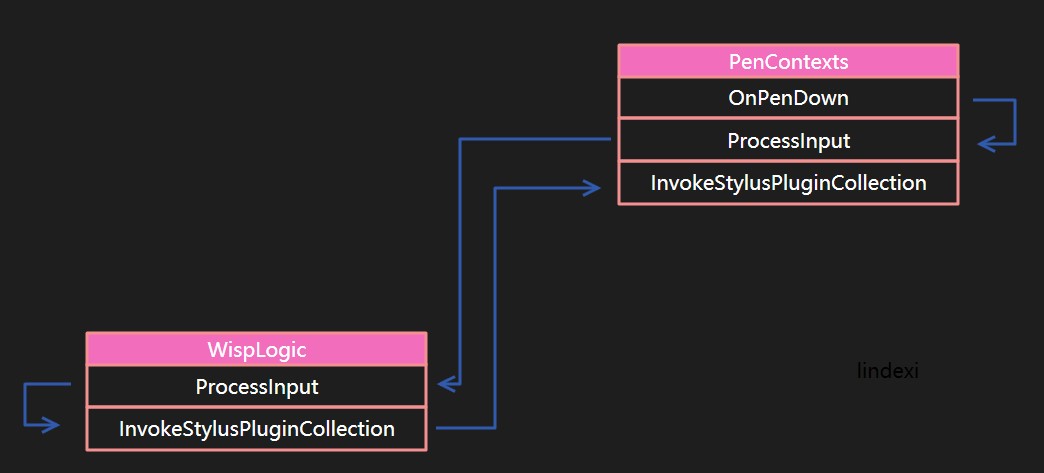 PenContexts
OnPenDown
ProcessInput
InvokeStylusPluginCollection
WispLogic
ProcessInput
InvokeStylusPluginCollection
lindexi